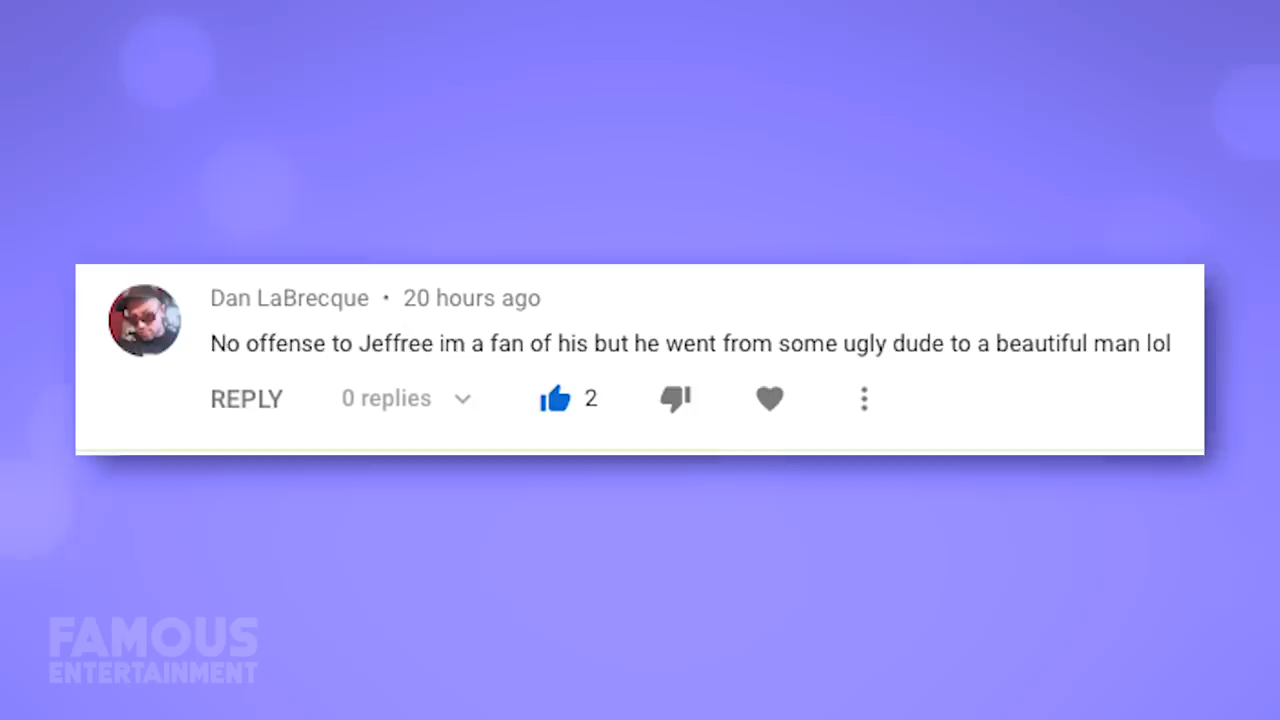 Dan LaBrecque • 20 hours ago
No offense to Jeffree im a fan of his but he went from some ugly dude to a beautiful man lol
REPLY 0 replies 2
FAMOUS
ENTERTAINMENT